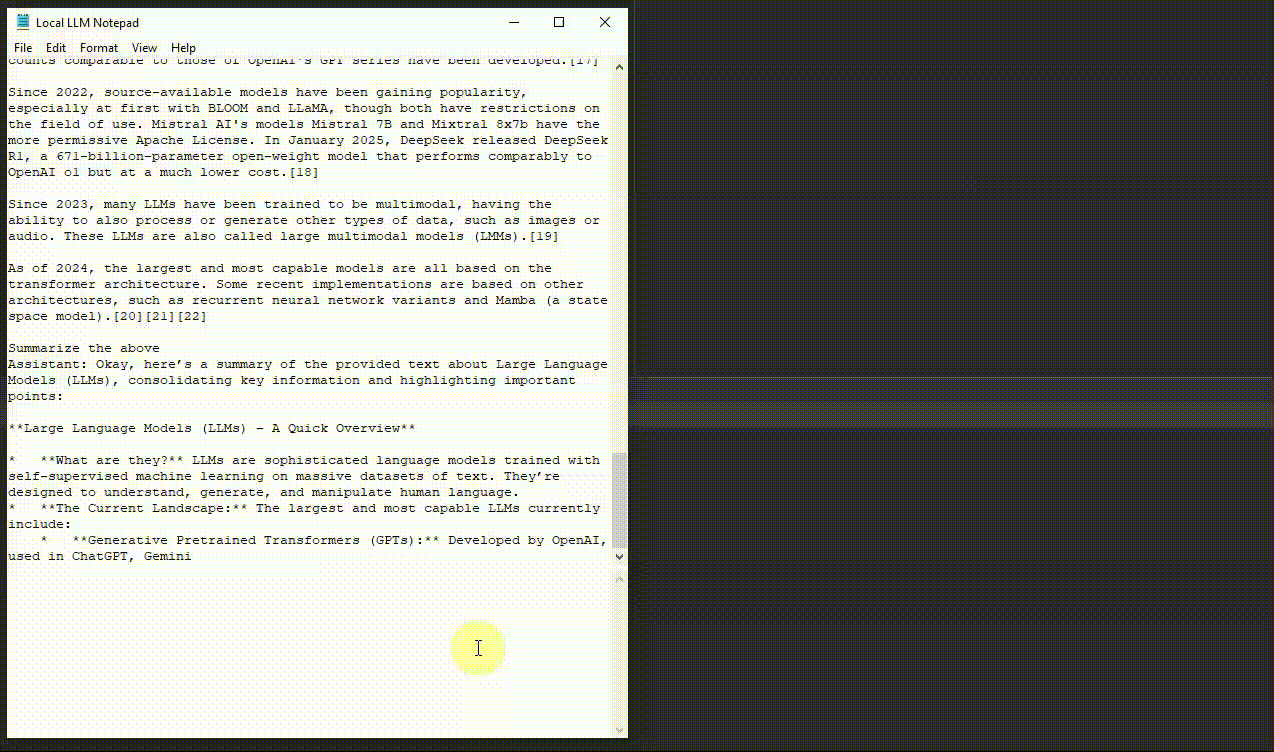 Local LLM Notepad
File Edit Format View Help
counts comparable to those of OpenAI's GPT series have been developed.[17]
Since 2022, source-available models have been gaining popularity,
especially at first with BLOOM and LLaMA, though both have restrictions on
the field of use. Mistral AI's models Mistral 7B and Mixtral 8x7b have the
more permissive Apache License. In January 2025, DeepSeek released DeepSeek
R1, a 671-billion-parameter open-weight model that performs comparably to
OpenAI o1 but at a much lower cost.[18]
Since 2023, many LLMs have been trained to be multimodal, having the
ability to also process or generate other types of data, such as images or
audio. These LLMs are also called large multimodal models (LMMs).[19]
As of 2024, the largest and most capable models are all based on the
transformer architecture. Some recent implementations are based on other
architectures, such as recurrent neural network variants and Mamba (a state
space model).[20][21][22]
Summarize the above
Assistant: Okay, here’s a summary of the provided text about Large Language
Models (LLMs), consolidating key information and highlighting important
points:
**Large Language Models (LLMs) – A Quick Overview**
*   **What are they?** LLMs are sophisticated language models trained with
self-supervised machine learning on massive datasets of text. They’re
designed to understand, generate, and manipulate human language.
*   **The Current Landscape:** The largest and most capable LLMs currently
include:
    *   **Generative Pretrained Transformers (GPTs):** Developed by OpenAI,
used in ChatGPT, Gemini